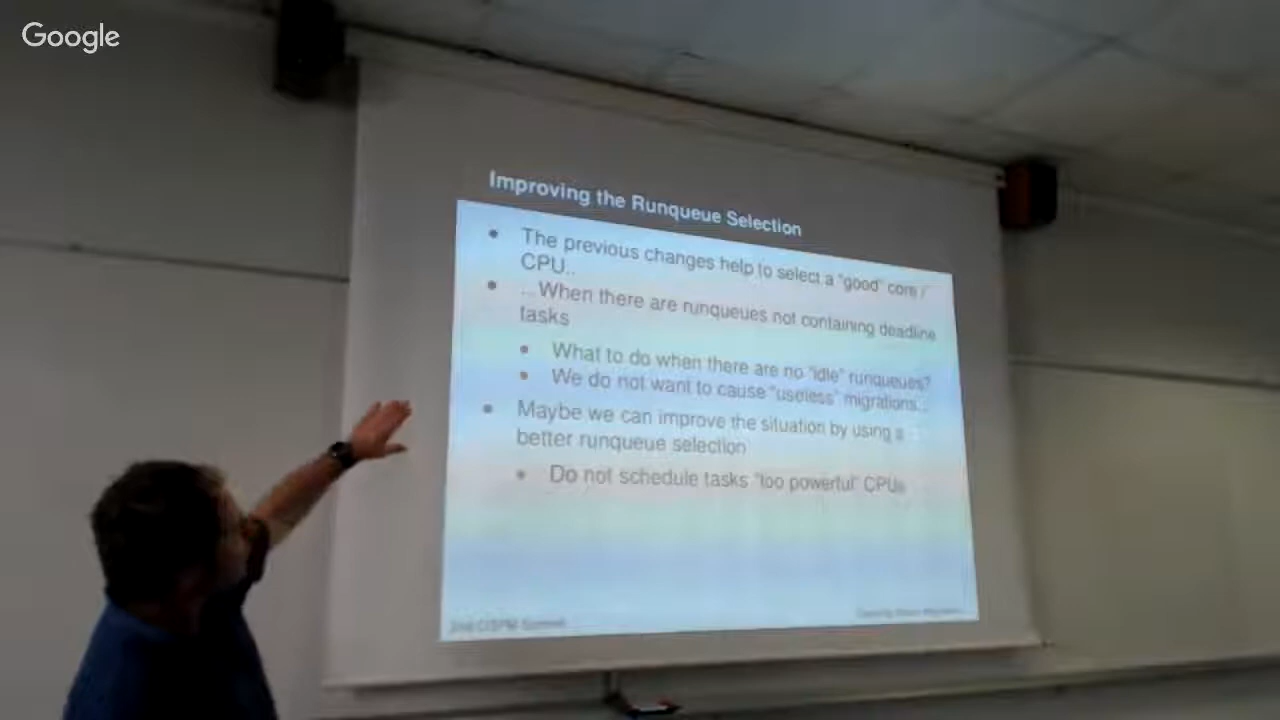 Google
Improving the Runqueue Selection
The previous changes help to select a "good" core /
CPU..
...When there are runqueues not containing deadline
tasks
What to do when there are no "idle" runqueues?
We do not want to cause "useless" migrations...
Maybe we can improve the situation by using a
better runqueue selection
Do not schedule tasks "too powerful" CPUs
Summit